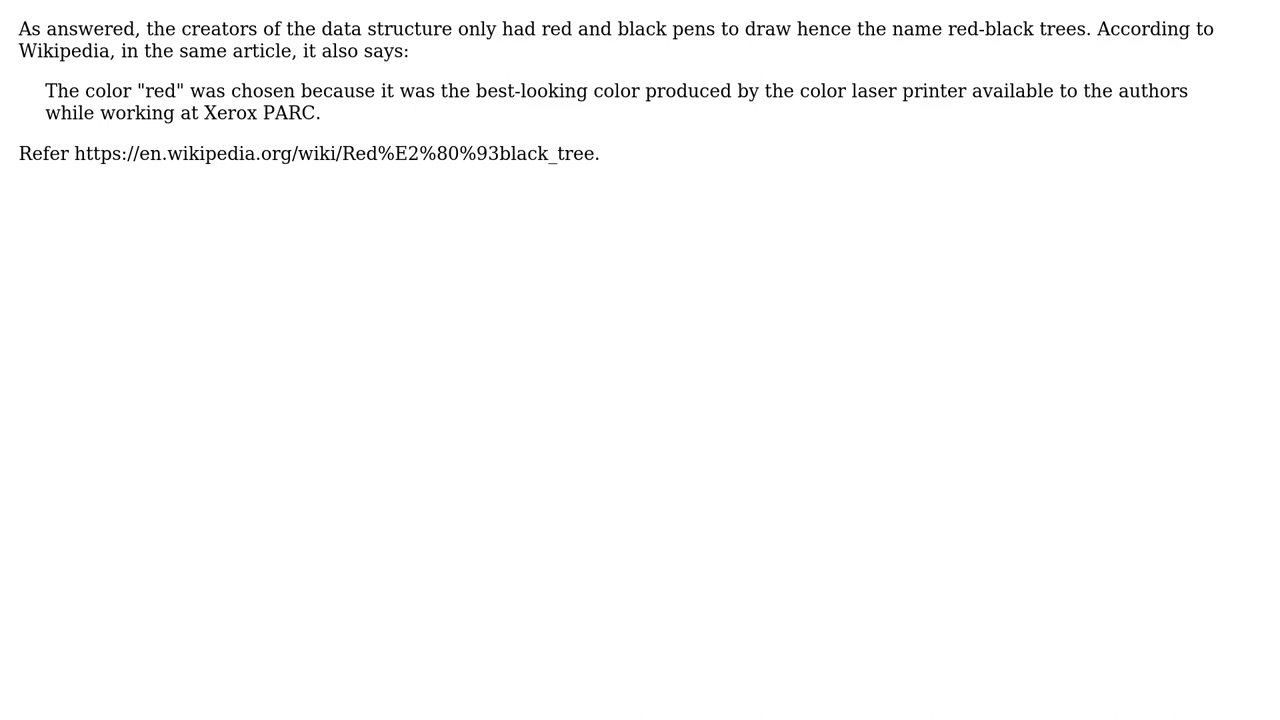 As answered, the creators of the data structure only had red and black pens to draw hence the name red-black trees. According to
Wikipedia, in the same article, it also says:
The color "red" was chosen because it was the best-looking color produced by the color laser printer available to the authors
while working at Xerox PARC.
Refer https://en.wikipedia.org/wiki/Red%E2%80%93black_tree.